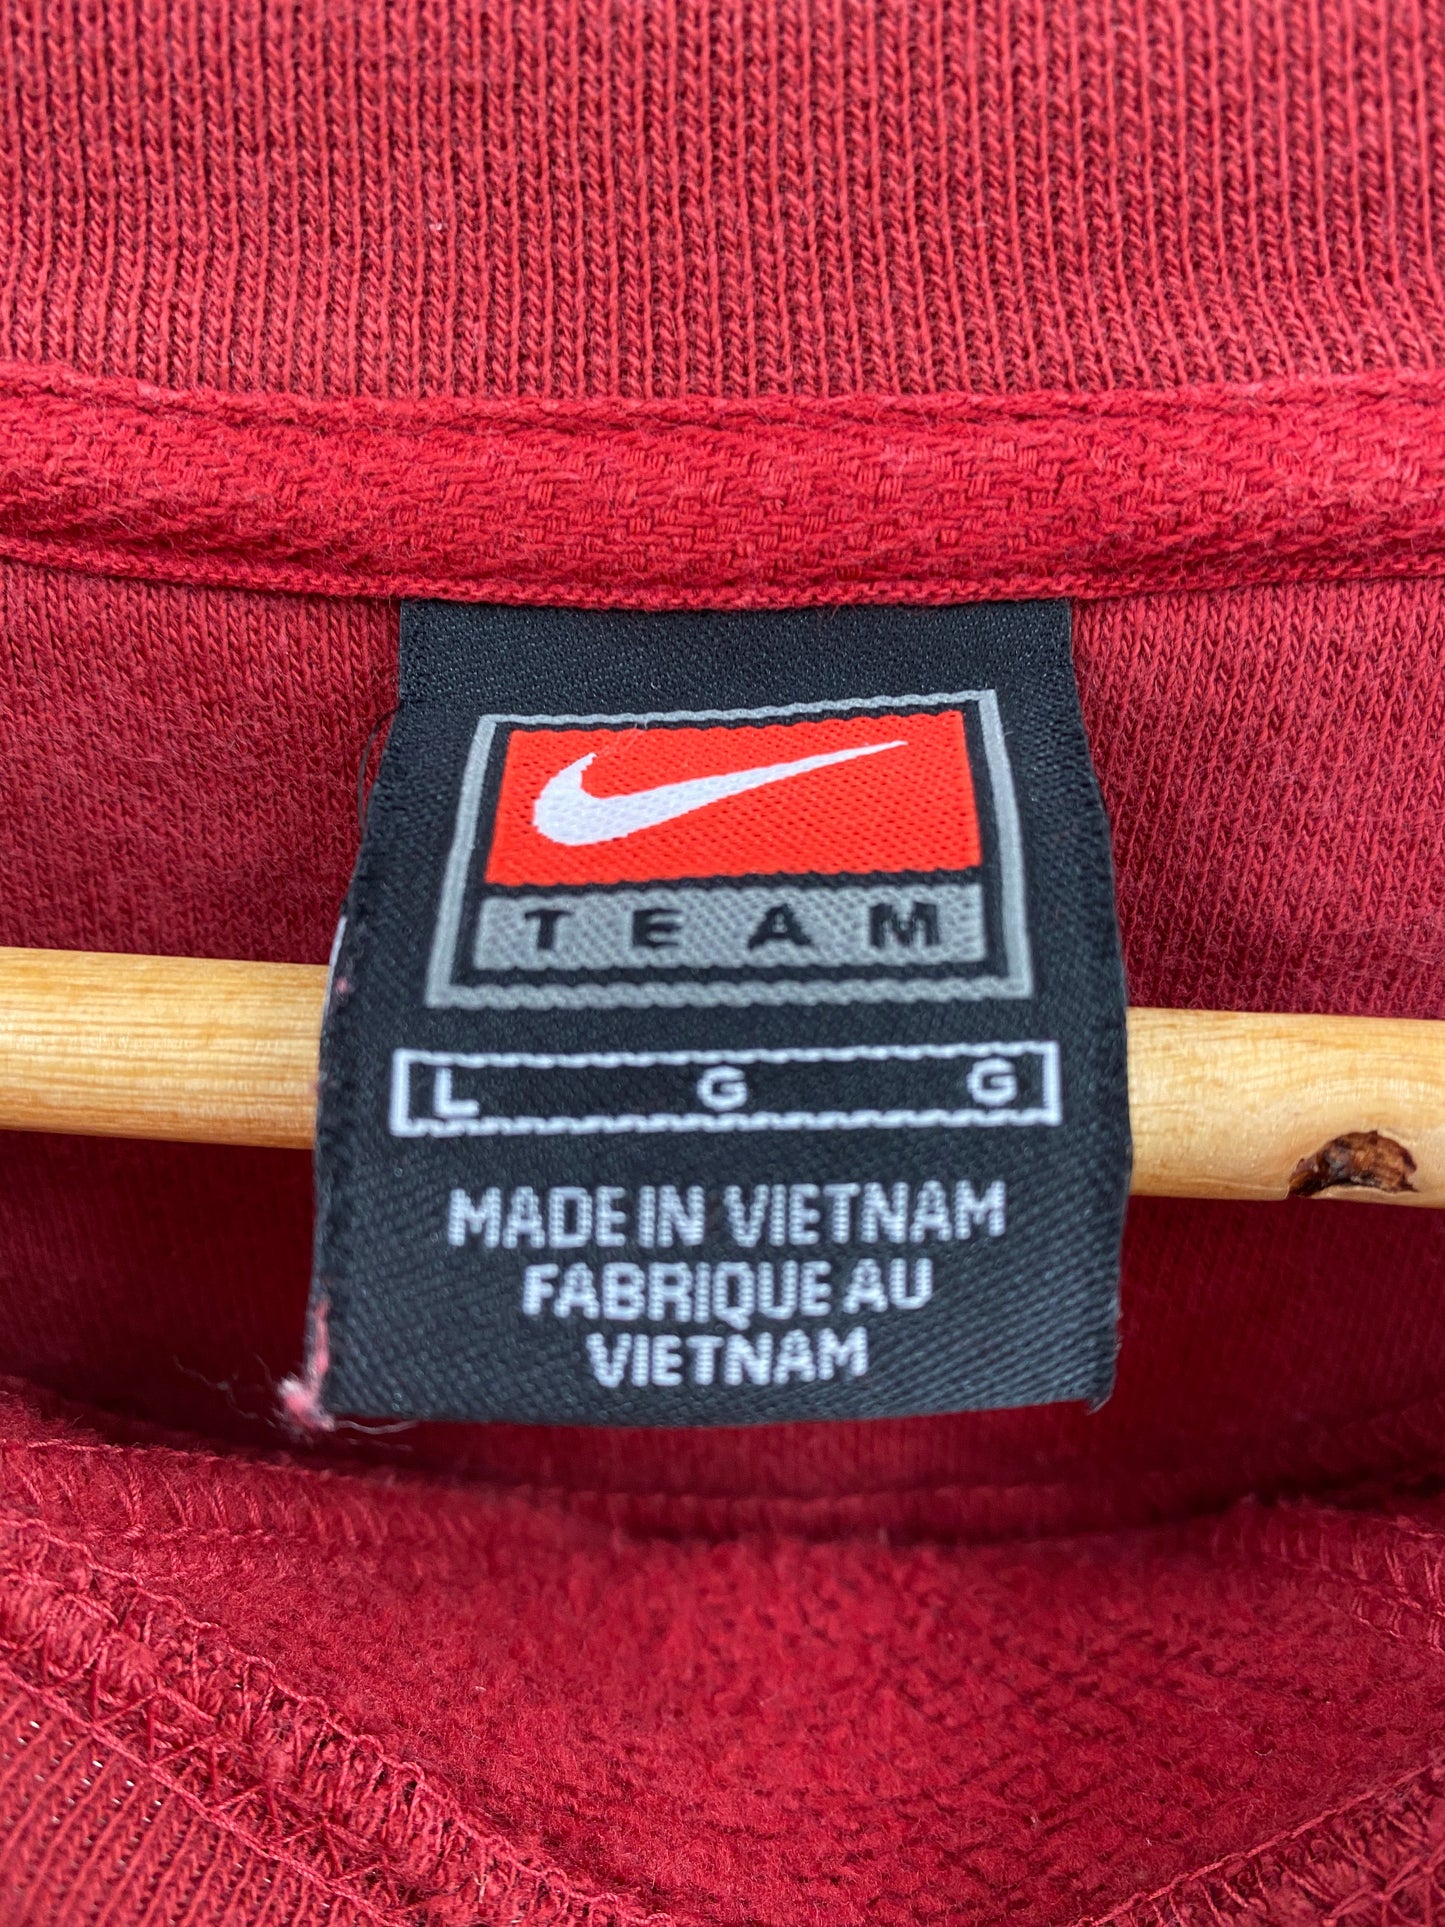 TEAM
L G G
MADE IN VIETNAM
FABRIQUE AU
VIETNAM